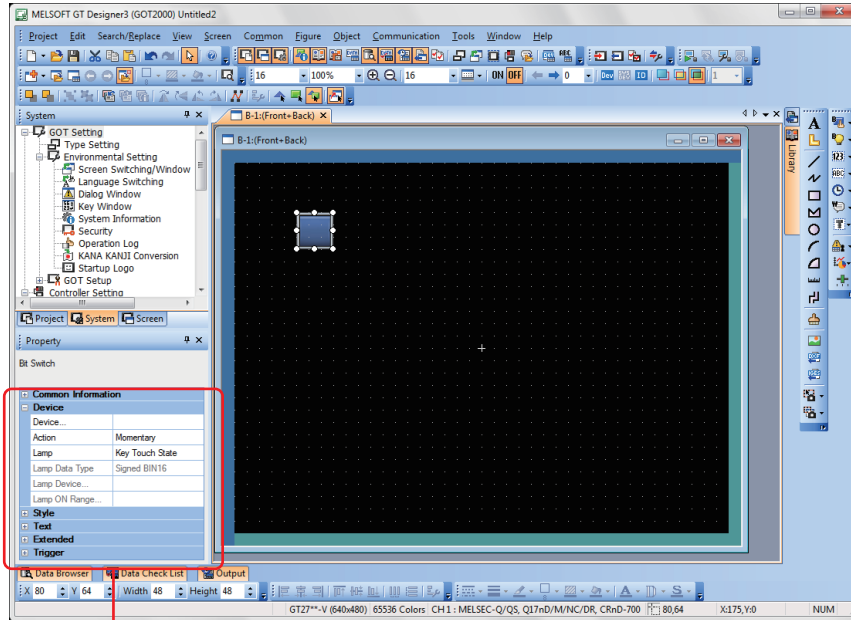 MELSOFT GT Designer3 (GOT2000) Untitled2
Project Edit Search/Replace View Screen Common Figure Object Communication Tools Window Help
16 100% 16 ON OFF 0 Dev IO 1
System
B-1:(Front+Back)
GOT Setting
Type Setting
Environmental Setting
Screen Switching/Window
Language Switching
Dialog Window
Key Window
System Information
Security
Operation Log
KANA KANJI Conversion
Startup Logo
GOT Setup
Controller Setting
Project System Screen
B-1:(Front+Back)
Library
A
123
ABC
T
Property
Bit Switch
Common Information
Device
Device...
Action Momentary
Lamp Key Touch State
Lamp Data Type Signed BIN16
Lamp Device...
Lamp ON Range...
Style
Text
Extended
Trigger
Data Browser Data Check List Output
X 80 Y 64 Width 48 Height 48 A S
GT27**-V (640x480) 65536 Colors CH1 : MELSEC-Q/QS, Q17nD/M/NC/DR, CRnD-700 80,64 X:175,Y:0 NUM